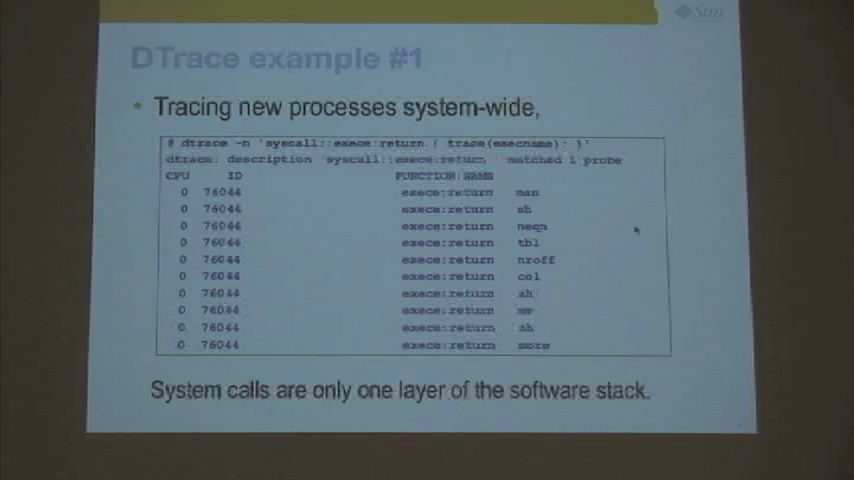 Sun
DTrace example #1
• Tracing new processes system-wide,
# dtrace -n 'syscall::exece:return { trace(execname); }'
dtrace: description 'syscall::exece:return ' matched 1 probe
CPU ID FUNCTION:NAME
0 76044 exece:return man
0 76044 exece:return sh
0 76044 exece:return neqn
0 76044 exece:return tbl
0 76044 exece:return nroff
0 76044 exece:return col
0 76044 exece:return sh
0 76044 exece:return mv
0 76044 exece:return sh
0 76044 exece:return more
System calls are only one layer of the software stack.